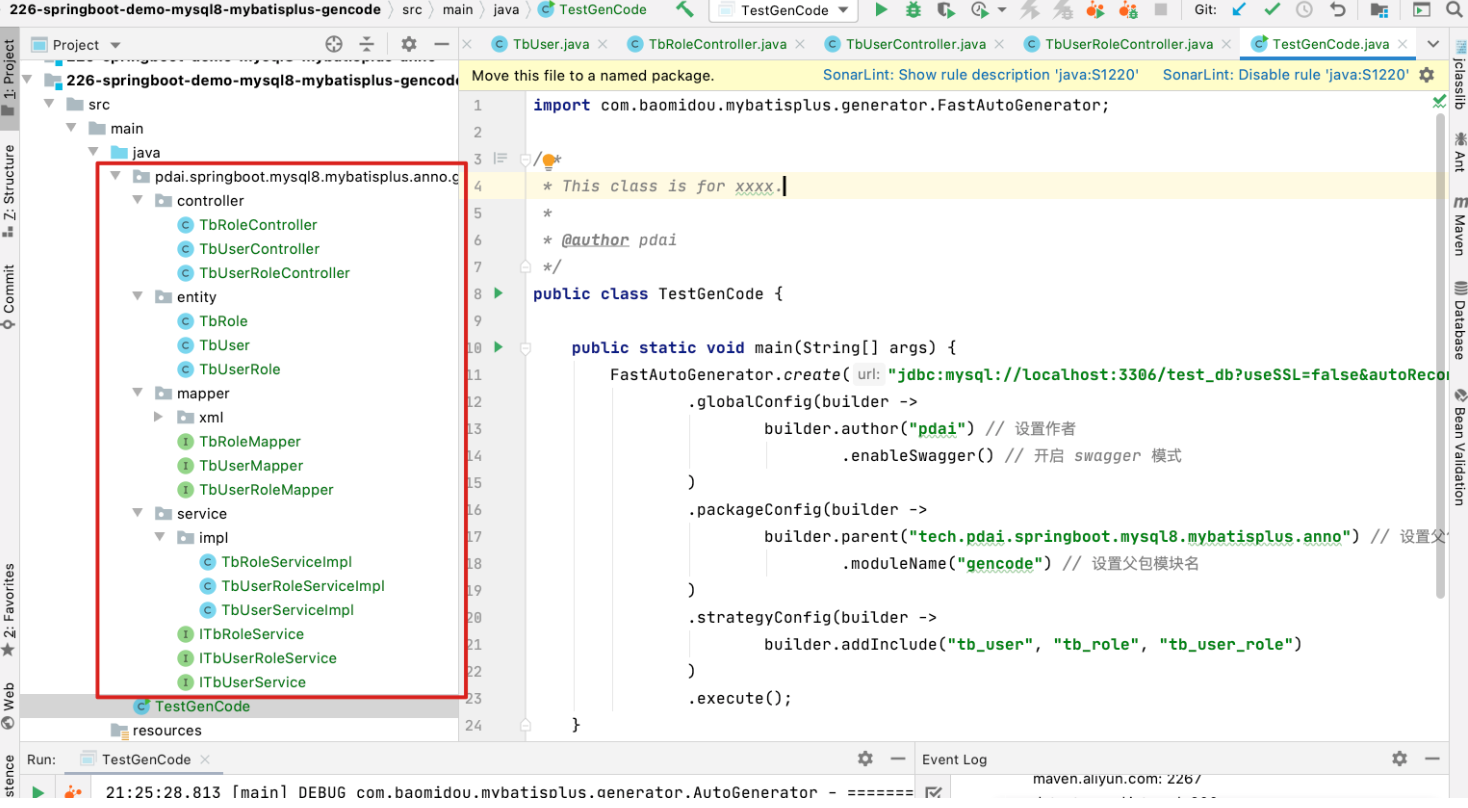 226-springboot-demo-mysql8-mybatisplus-gencode 〉 src 〉 main 〉 java 〉 TestGenCode
TestGenCode
Git:
1: Project
Z: Structure
Commit
2: Favorites
Web
Project
226-springboot-demo-mysql8-mybatisplus-gencode
src
main
java
pdai.springboot.mysql8.mybatisplus.anno.g
controller
TbRoleController
TbUserController
TbUserRoleController
entity
TbRole
TbUser
TbUserRole
mapper
xml
TbRoleMapper
TbUserMapper
TbUserRoleMapper
service
impl
TbRoleServiceImpl
TbUserRoleServiceImpl
TbUserServiceImpl
ITbRoleService
ITbUserRoleService
ITbUserService
TestGenCode
resources
TbUser.java
TbRoleController.java
TbUserController.java
TbUserRoleController.java
TestGenCode.java
Move this file to a named package.
SonarLint: Show rule description 'java:S1220'
SonarLint: Disable rule 'java:S1220'
1 import com.baomidou.mybatisplus.generator.FastAutoGenerator;
2
3 /**
4 * This class is for xxxx.
5 *
6 * @author pdai
7 */
8 public class TestGenCode {
9
10 public static void main(String[] args) {
11 FastAutoGenerator.create( url: "jdbc:mysql://localhost:3306/test_db?useSSL=false&autoRecon
12 .globalConfig(builder ->
13 builder.author("pdai") // 设置作者
14 .enableSwagger() // 开启 swagger 模式
15 )
16 .packageConfig(builder ->
17 builder.parent("tech.pdai.springboot.mysql8.mybatisplus.anno") // 设置父
18 .moduleName("gencode") // 设置父包模块名
19 )
20 .strategyConfig(builder ->
21 builder.addInclude("tb_user", "tb_role", "tb_user_role")
22 )
23 .execute();
24 }
jclasslib
Ant
Maven
Database
Bean Validation
Run:
TestGenCode
21:25:28.813 [main] DEBUG com.baomidou.mybatisplus.generator.AutoGenerator - =======
Event Log
maven.aliyun.com: 2267